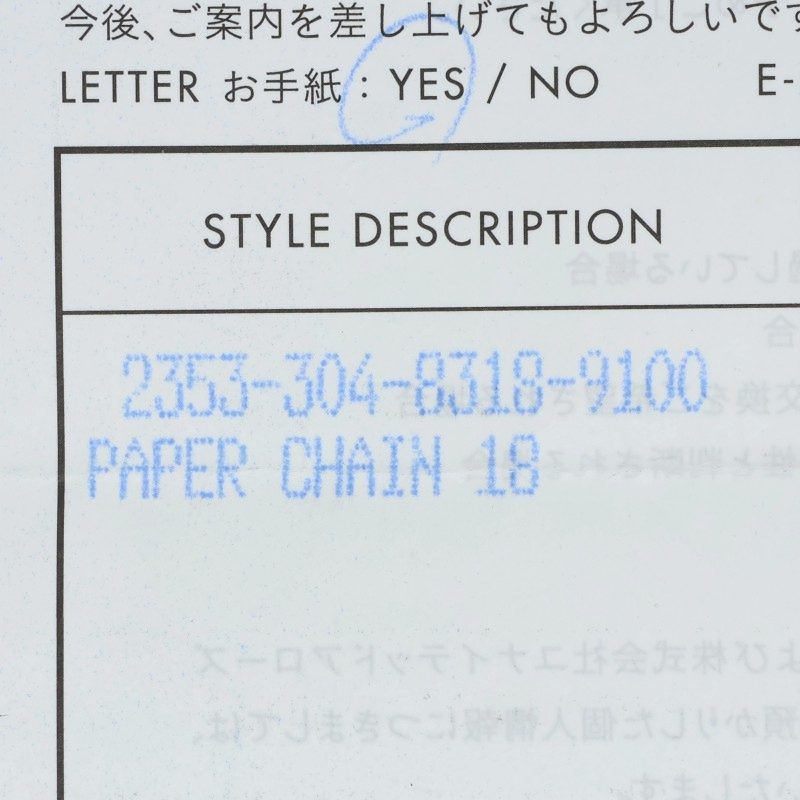 今後、ご案内を差し上げてもよろしいです
LETTER お手紙 : YES / NO E-
STYLE DESCRIPTION
2353-304-8318-9100
PAPER CHAIN 18